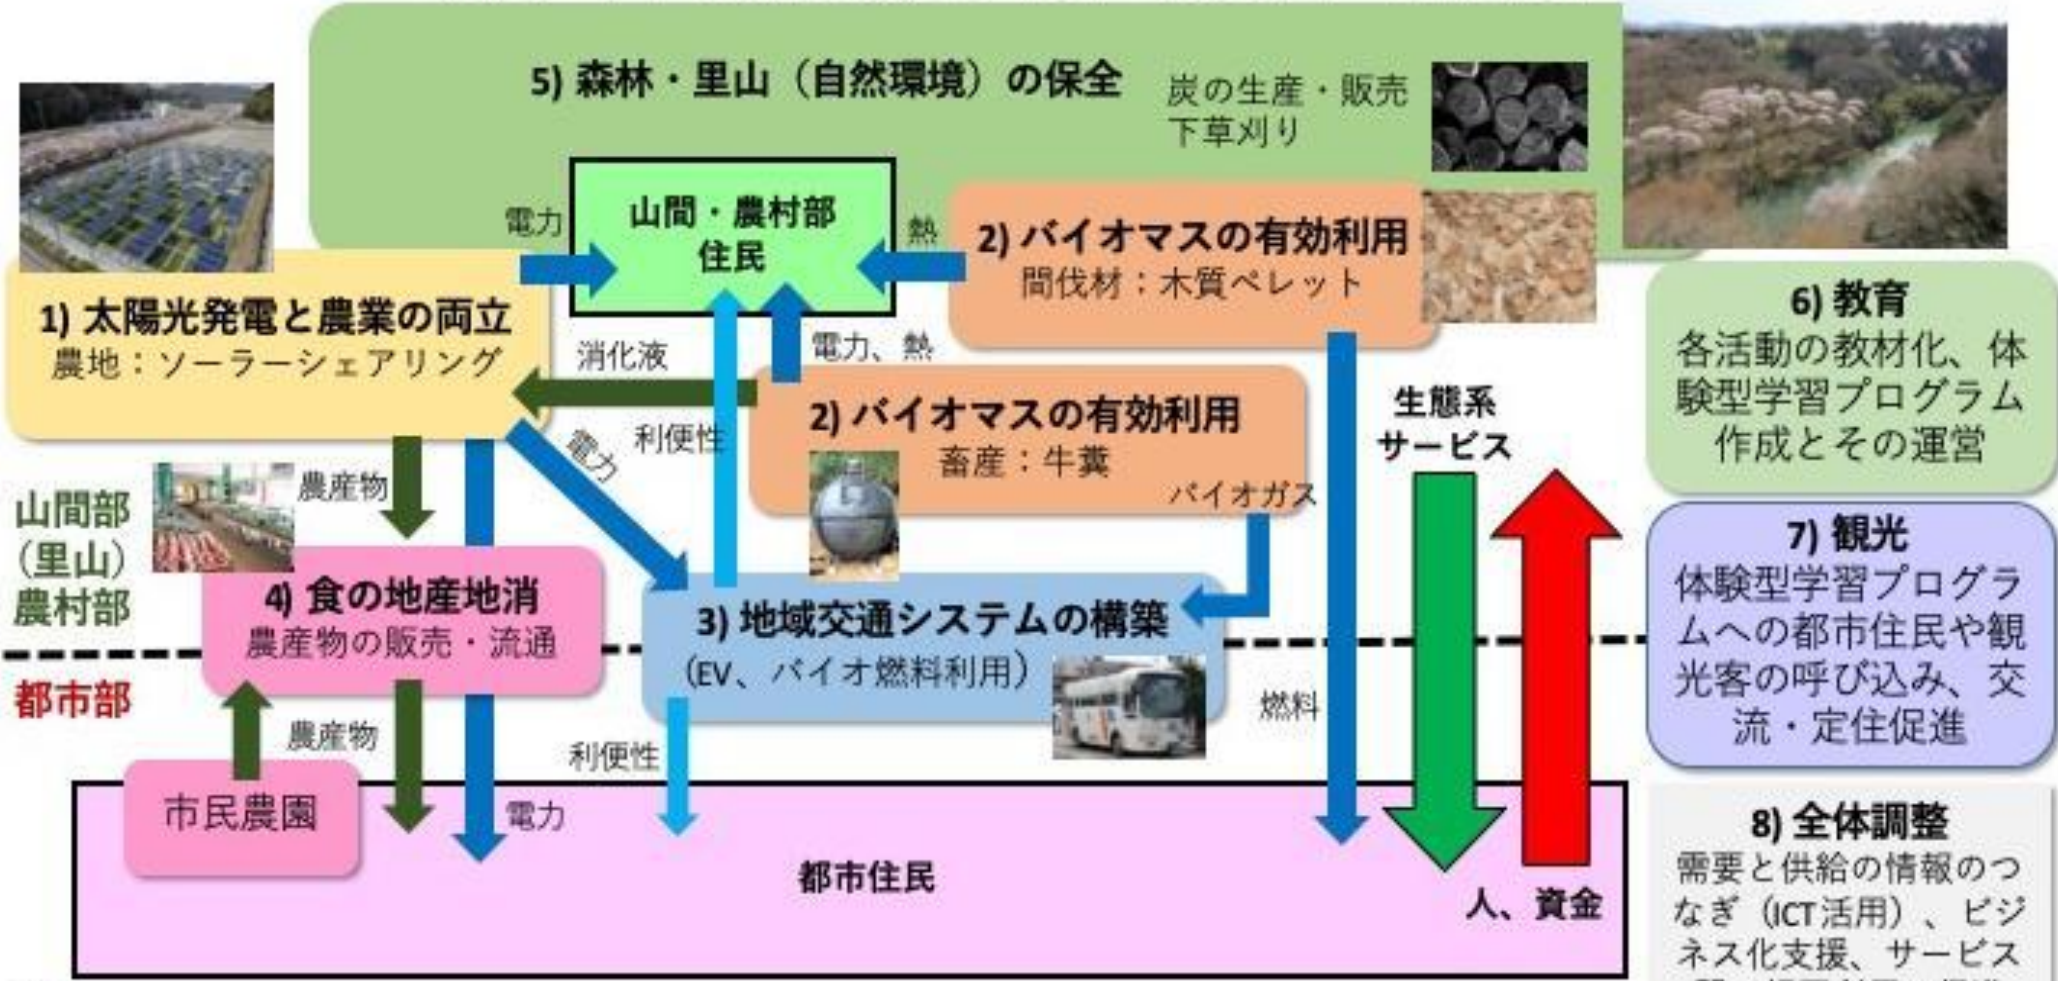 5) 森林・里山（自然環境）の保全
炭の生産・販売
下草刈り
電力
山間・農村部
住民
熱
2) バイオマスの有効利用
間伐材：木質ペレット
1) 太陽光発電と農業の両立
農地：ソーラーシェアリング
消化液
電力、熱
2) バイオマスの有効利用
畜産：牛糞
バイオガス
電力
利便性
農産物
山間部
（里山）
農村部
4) 食の地産地消
農産物の販売・流通
3) 地域交通システムの構築
（EV、バイオ燃料利用）
都市部
農産物
利便性
燃料
市民農園
電力
都市住民
生態系
サービス
人、資金
6) 教育
各活動の教材化、体
験型学習プログラム
作成とその運営
7) 観光
体験型学習プログラ
ムへの都市住民や観
光客の呼び込み、交
流・定住促進
8) 全体調整
需要と供給の情報のつ
なぎ（ICT活用）、ビジ
ネス化支援、サービス